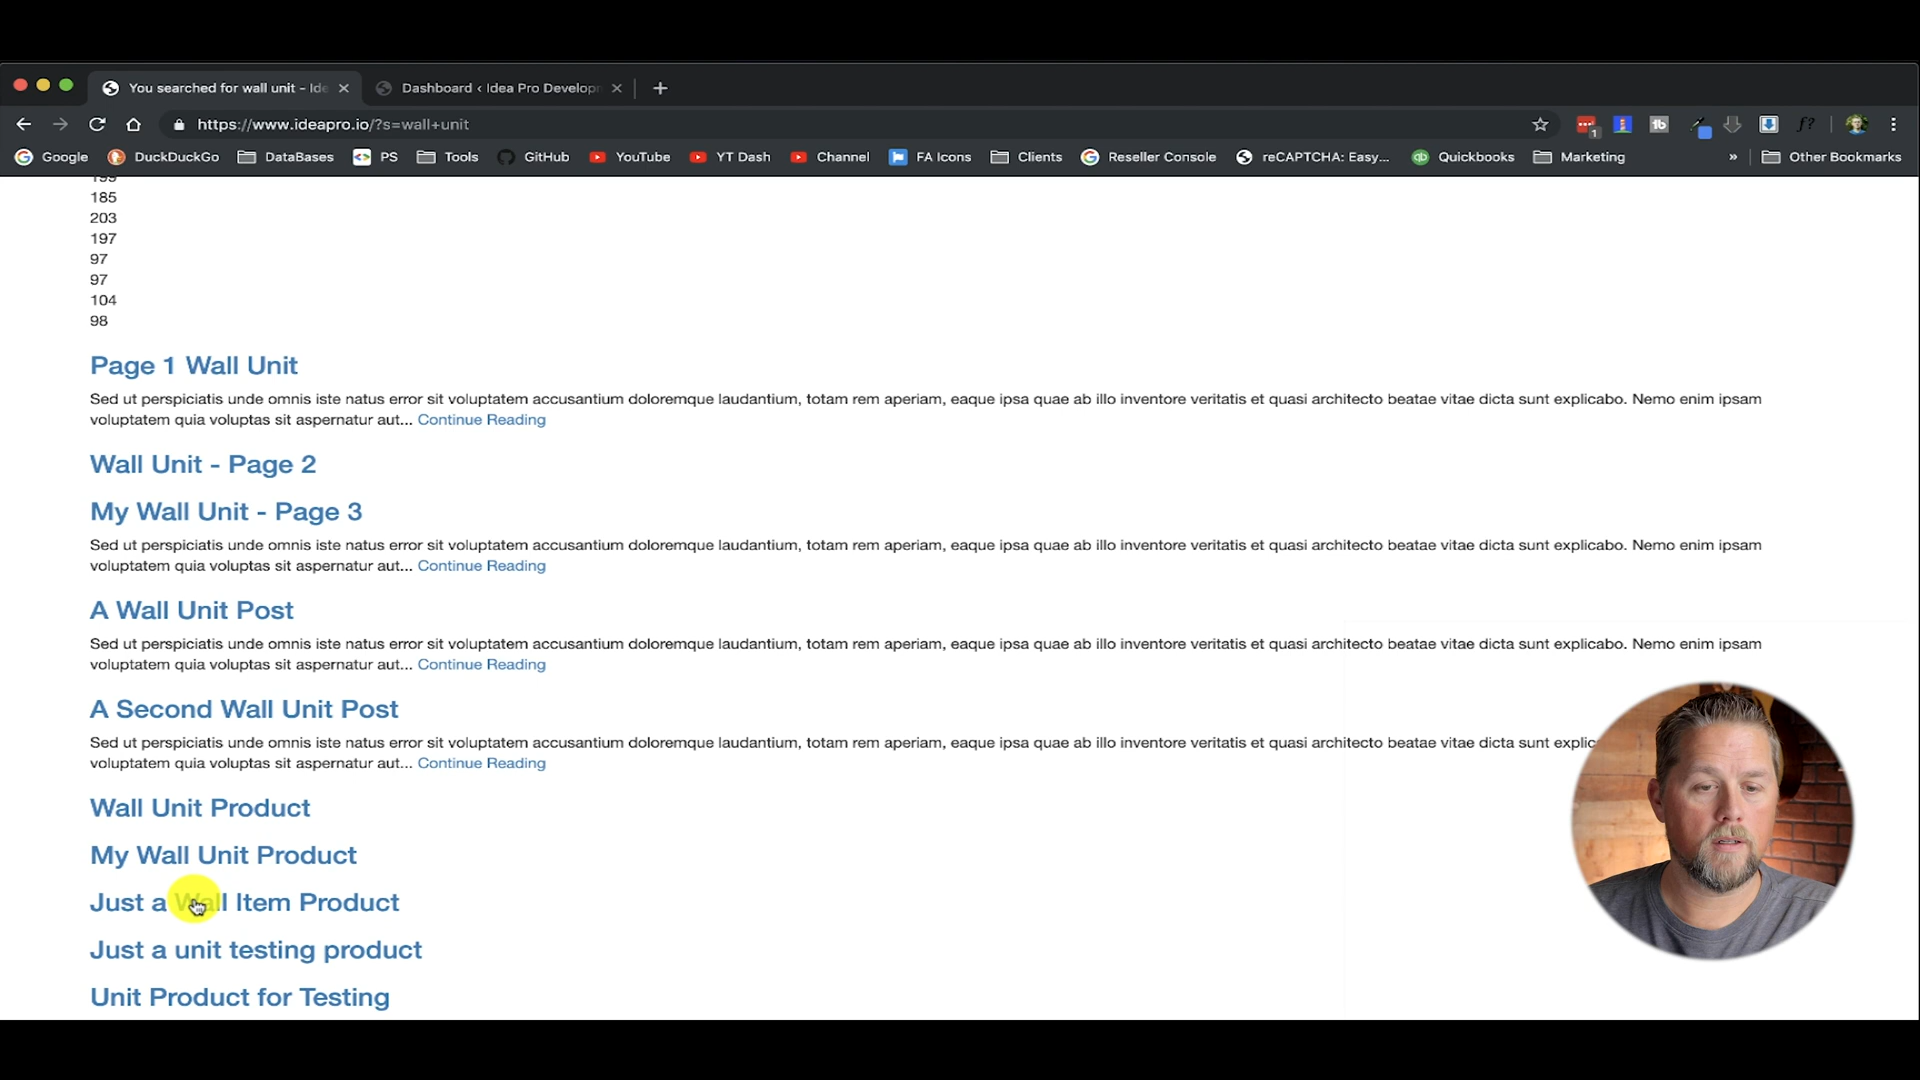 You searched for wall unit - Ide
Dashboard ‹ Idea Pro Develop
https://www.ideapro.io/?s=wall+unit
1
Google
DuckDuckGo
DataBases
PS
Tools
GitHub
YouTube
YT Dash
Channel
FA Icons
Clients
Reseller Console
reCAPTCHA: Easy...
Quickbooks
Marketing
»
Other Bookmarks
199
185
203
197
97
97
104
98
Page 1 Wall Unit
Sed ut perspiciatis unde omnis iste natus error sit voluptatem accusantium doloremque laudantium, totam rem aperiam, eaque ipsa quae ab illo inventore veritatis et quasi architecto beatae vitae dicta sunt explicabo. Nemo enim ipsam
voluptatem quia voluptas sit aspernatur aut... Continue Reading
Wall Unit - Page 2
My Wall Unit - Page 3
Sed ut perspiciatis unde omnis iste natus error sit voluptatem accusantium doloremque laudantium, totam rem aperiam, eaque ipsa quae ab illo inventore veritatis et quasi architecto beatae vitae dicta sunt explicabo. Nemo enim ipsam
voluptatem quia voluptas sit aspernatur aut... Continue Reading
A Wall Unit Post
Sed ut perspiciatis unde omnis iste natus error sit voluptatem accusantium doloremque laudantium, totam rem aperiam, eaque ipsa quae ab illo inventore veritatis et quasi architecto beatae vitae dicta sunt explicabo. Nemo enim ipsam
voluptatem quia voluptas sit aspernatur aut... Continue Reading
A Second Wall Unit Post
Sed ut perspiciatis unde omnis iste natus error sit voluptatem accusantium doloremque laudantium, totam rem aperiam, eaque ipsa quae ab illo inventore veritatis et quasi architecto beatae vitae dicta sunt explic
voluptatem quia voluptas sit aspernatur aut... Continue Reading
Wall Unit Product
My Wall Unit Product
Just a Wall Item Product
Just a unit testing product
Unit Product for Testing